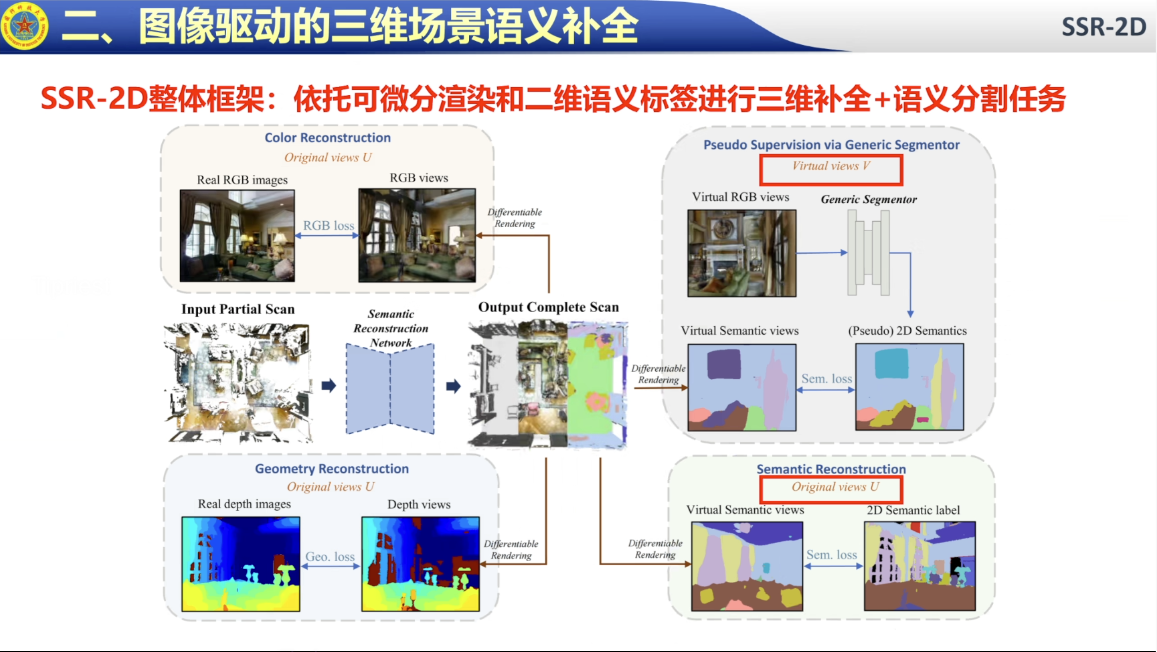 二、图像驱动的三维场景语义补全
SSR-2D
SSR-2D整体框架：依托可微分渲染和二维语义标签进行三维补全+语义分割任务
Color Reconstruction
Original views U
Real RGB images
RGB views
RGB loss
Differentiable
Rendering
Pseudo Supervision via Generic Segmentor
Virtual views V
Virtual RGB views
Generic Segmentor
Virtual Semantic views
(Pseudo) 2D Semantics
Sem. loss
Input Partial Scan
Semantic
Reconstruction
Network
Output Complete Scan
Differentiable
Rendering
Geometry Reconstruction
Original views U
Real depth images
Depth views
Geo. loss
Differentiable
Rendering
Semantic Reconstruction
Original views U
Virtual Semantic views
2D Semantic label
Differentiable
Rendering
Sem. loss